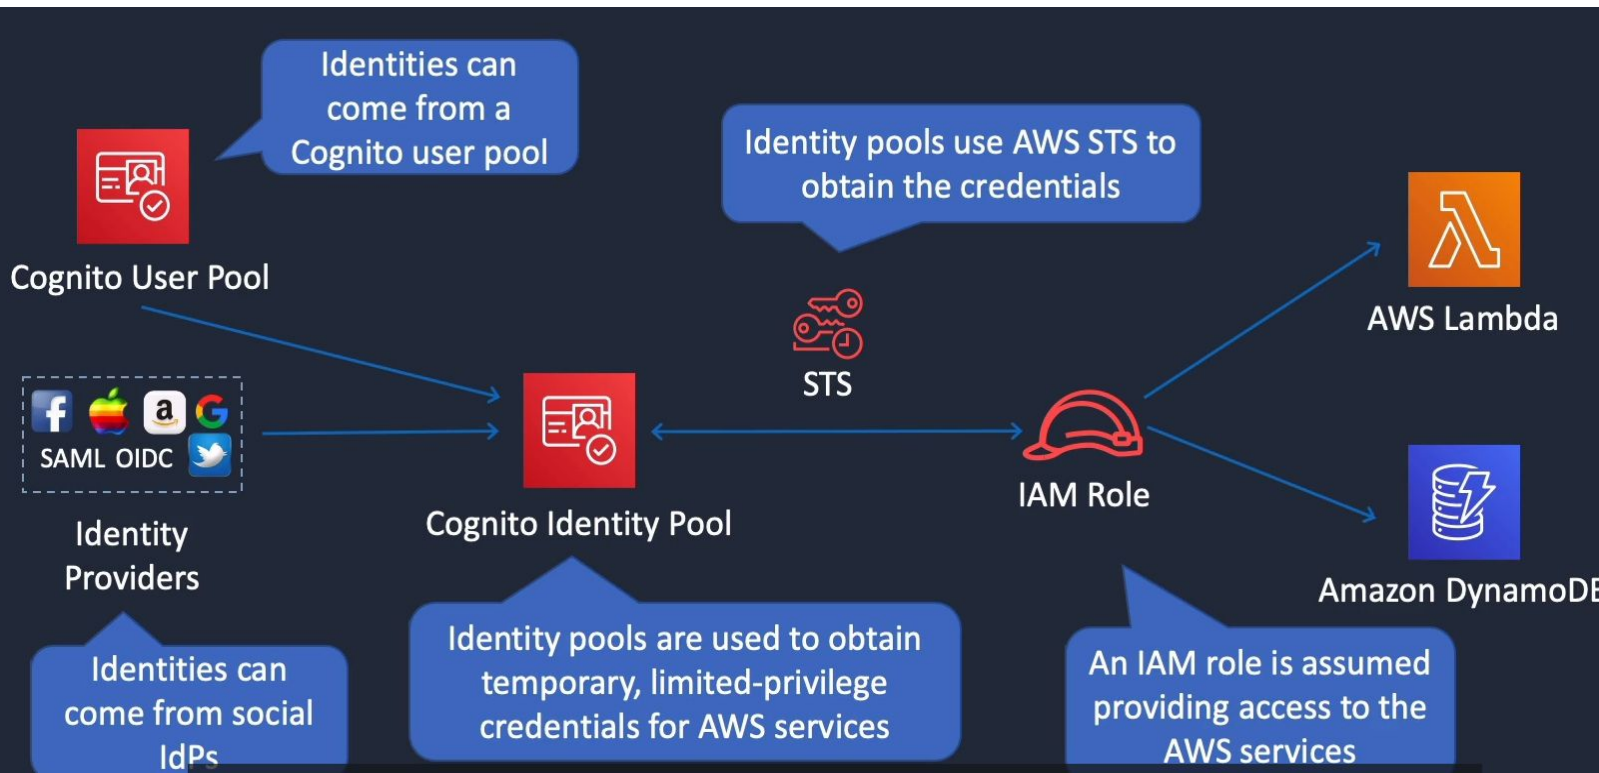 Identities can
come from a
Cognito user pool
Identity pools use AWS STS to
obtain the credentials
Cognito User Pool
AWS Lambda
STS
a
G
f
SAML OIDC
IAM Role
Identity
Providers
Cognito Identity Pool
Amazon DynamoDB
Identities can
come from social
IdPs
Identity pools are used to obtain
temporary, limited-privilege
credentials for AWS services
An IAM role is assumed
providing access to the
AWS services